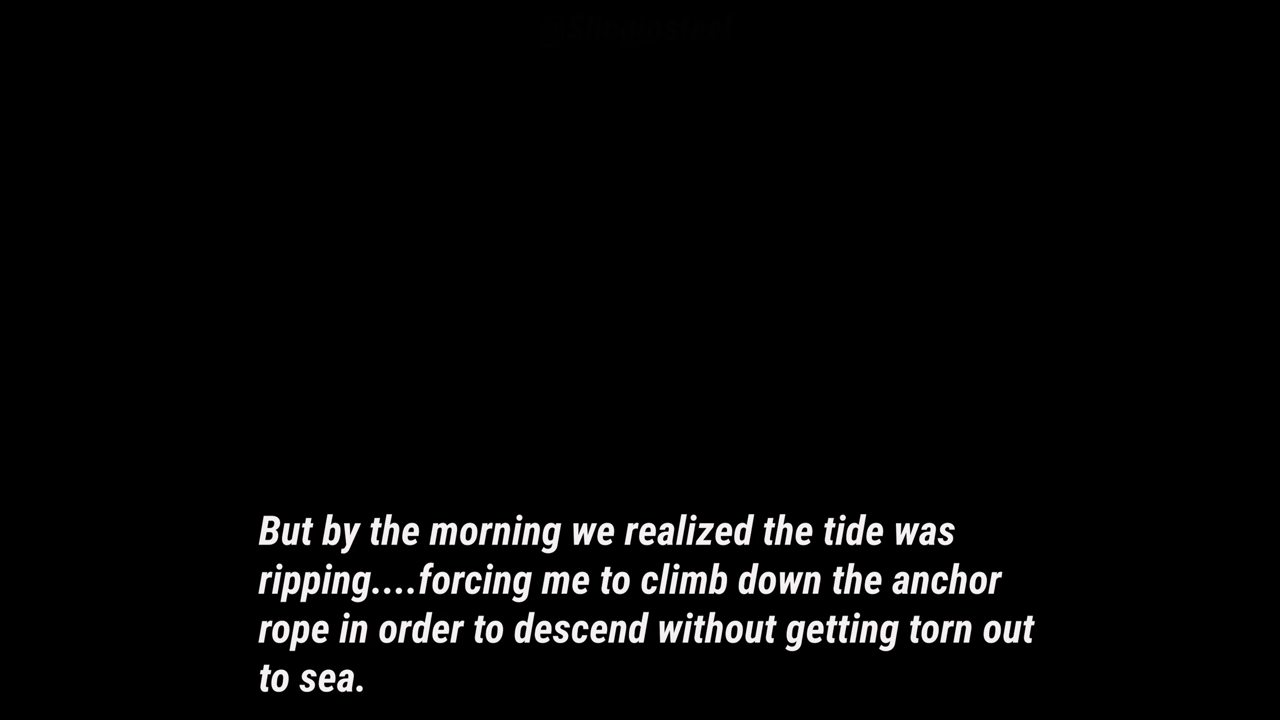 But by the morning we realized the tide was
ripping....forcing me to climb down the anchor
rope in order to descend without getting torn out
to sea.